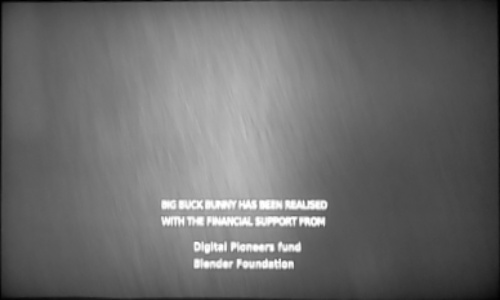 BIG BUCK BUNNY HAS BEEN REALISED
WITH THE FINANCIAL SUPPORT FROM
Digital Pioneers fund
Blender Foundation